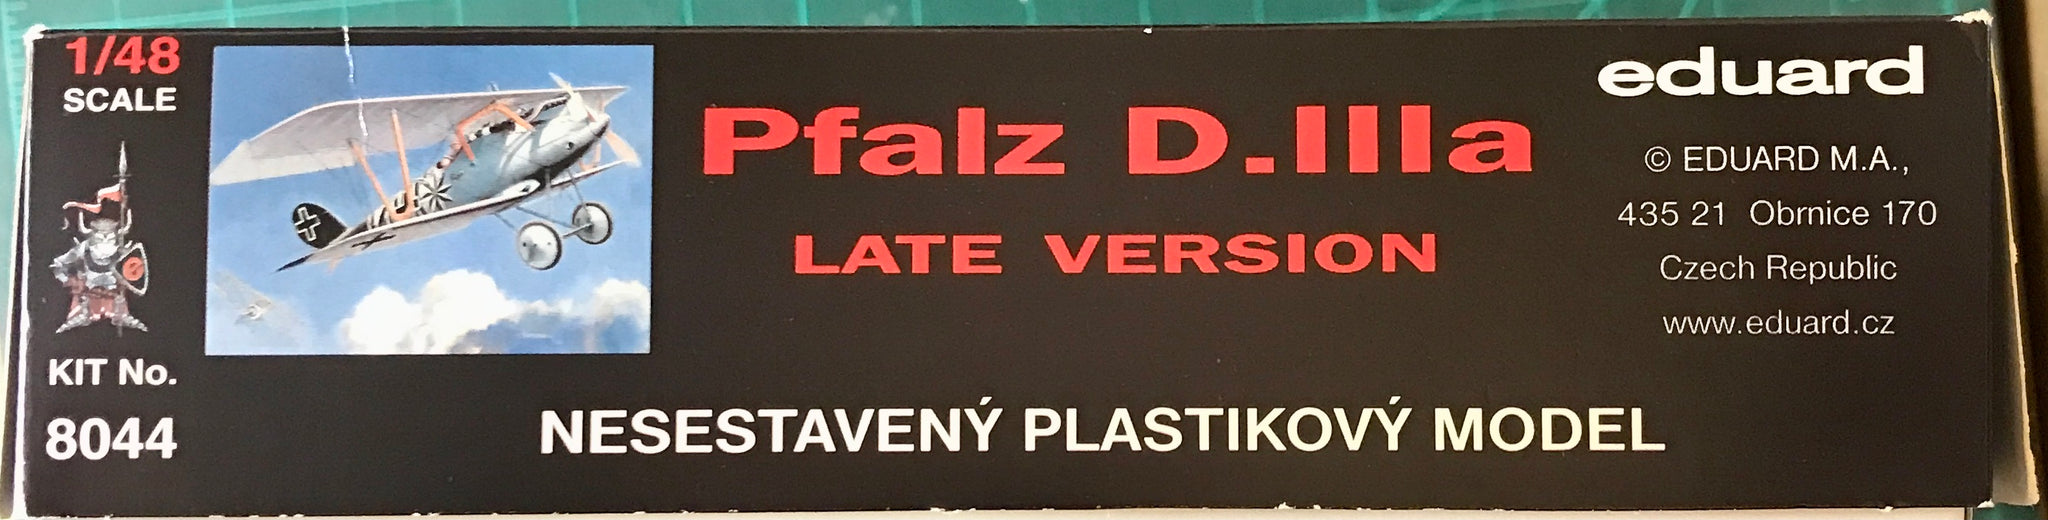 1/48
SCALE
KIT No.
8044
Pfalz D.IIIa
LATE VERSION
NESESTAVENÝ PLASTIKOVÝ MODEL
eduard
© EDUARD M.A.,
435 21 Obrnice 170
Czech Republic
www.eduard.cz